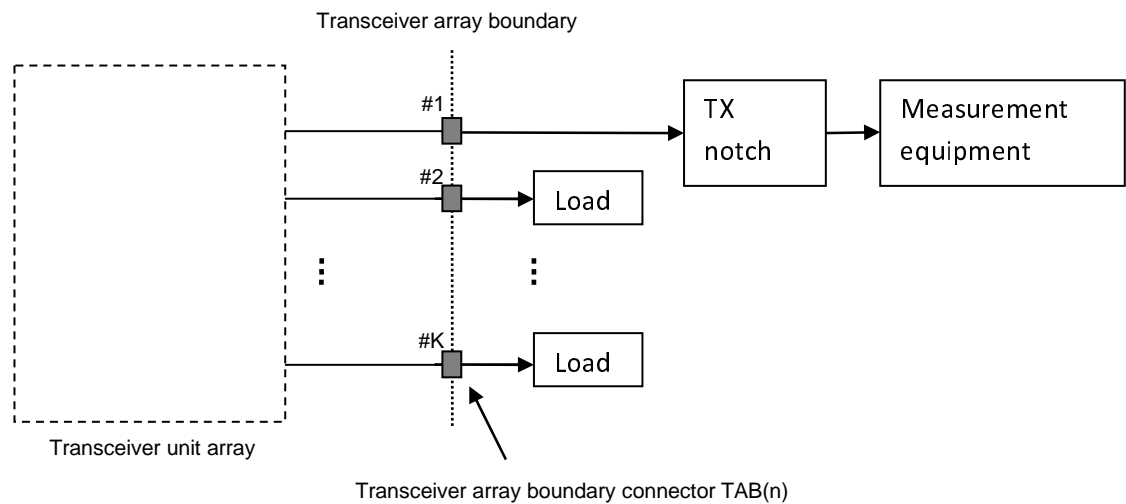 Transceiver array boundary
#1
TX
notch
Measurement
equipment
#2
Load
#K
Load
Transceiver unit array
Transceiver array boundary connector TAB(n)